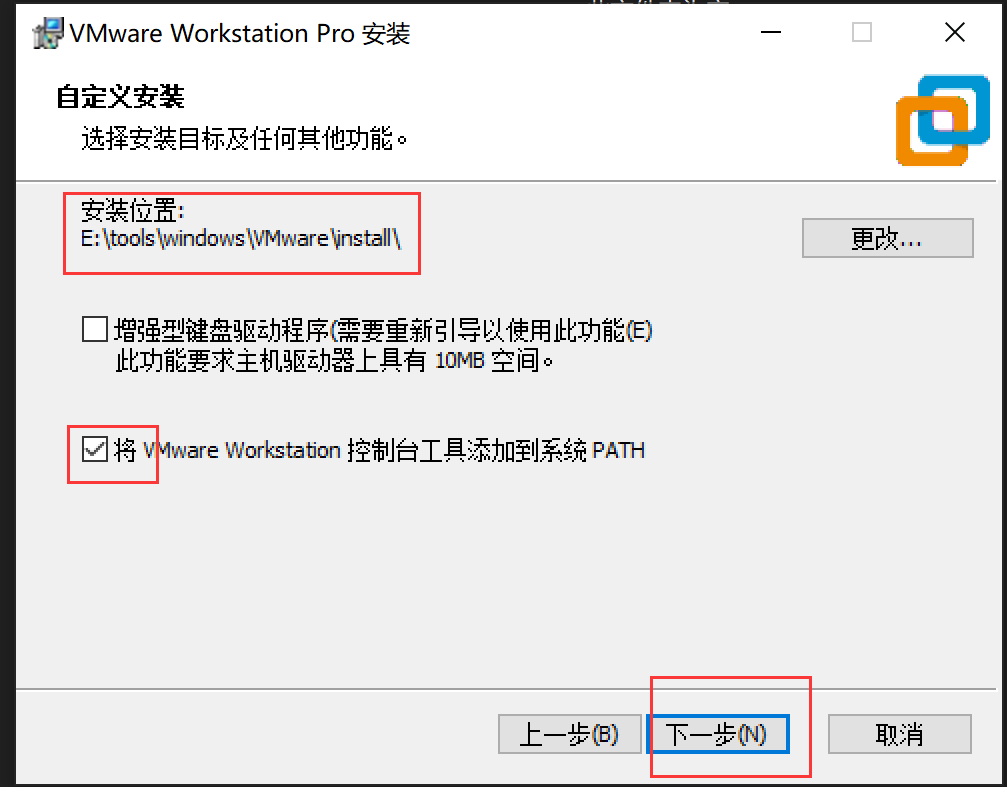 VMware Workstation Pro 安装
自定义安装
选择安装目标及任何其他功能。
安装位置:
E:\tools\windows\VMware\install\
更改...
增强型键盘驱动程序(需要重新引导以使用此功能(E)
此功能要求主机驱动器上具有 10MB 空间。
将 VMware Workstation 控制台工具添加到系统 PATH
上一步(B)
下一步(N)
取消